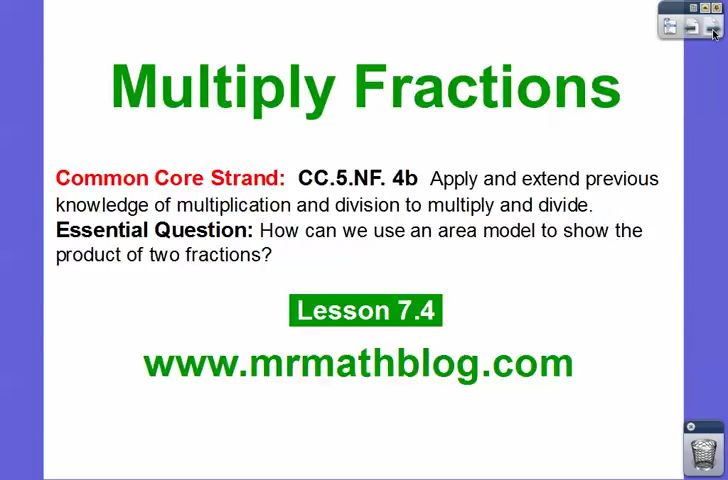 Multiply Fractions
Common Core Strand: CC.5.NF. 4b Apply and extend previous
knowledge of multiplication and division to multiply and divide.
Essential Question: How can we use an area model to show the
product of two fractions?
Lesson 7.4
www.mrmathblog.com